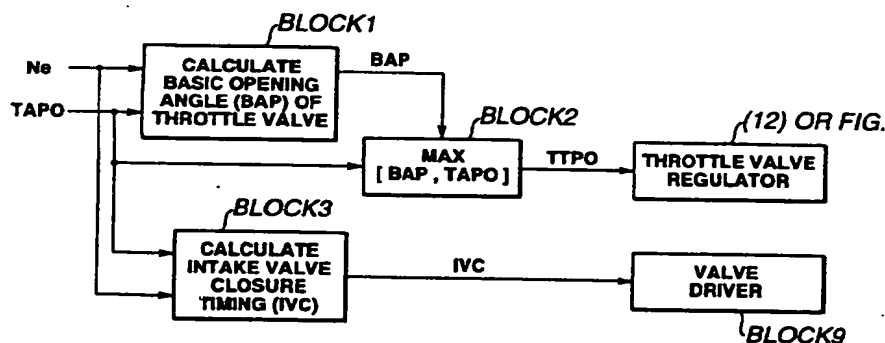 BLOCK1
Ne
TAPO
CALCULATE
BASIC OPENING
ANGLE (BAP) OF
THROTTLE VALVE
BAP
BLOCK2
MAX
[ BAP , TAPO ]
TTPO
(12) OR FIG.
THROTTLE VALVE
REGULATOR
BLOCK3
CALCULATE
INTAKE VALVE
CLOSURE
TIMING (IVC)
IVC
VALVE
DRIVER
BLOCK9